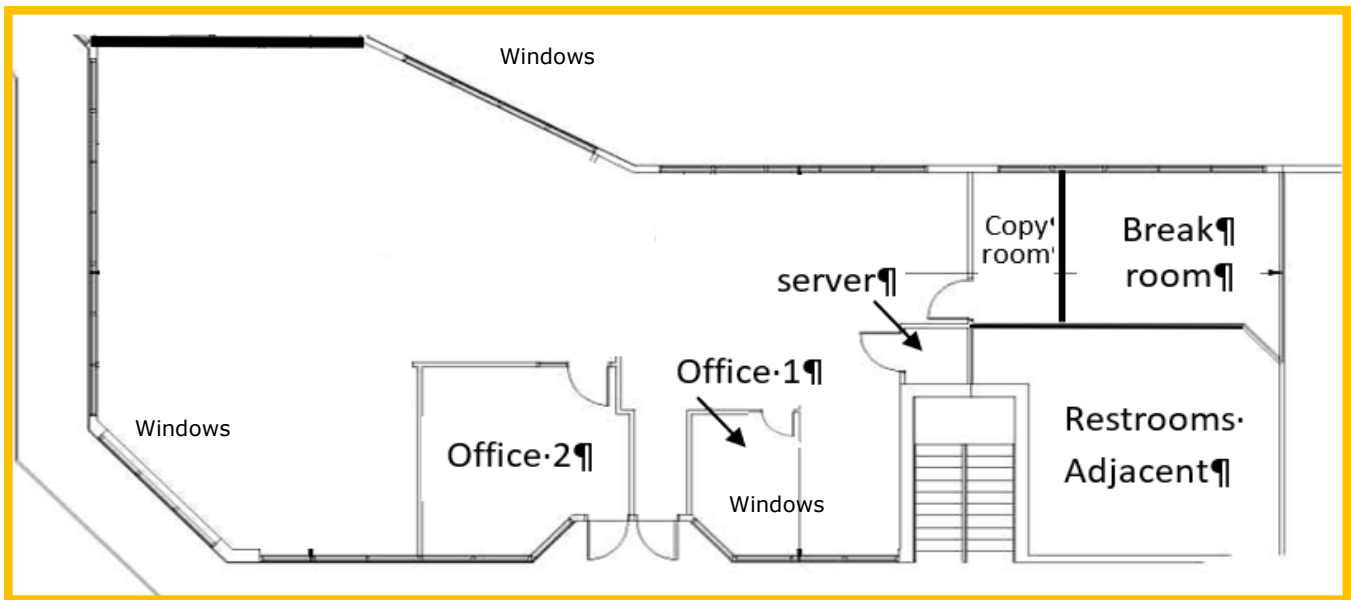 Windows
Copy
room
Break¶
room¶
server¶
Office·1¶
Windows
Office·2¶
Restrooms·
Adjacent¶
Windows